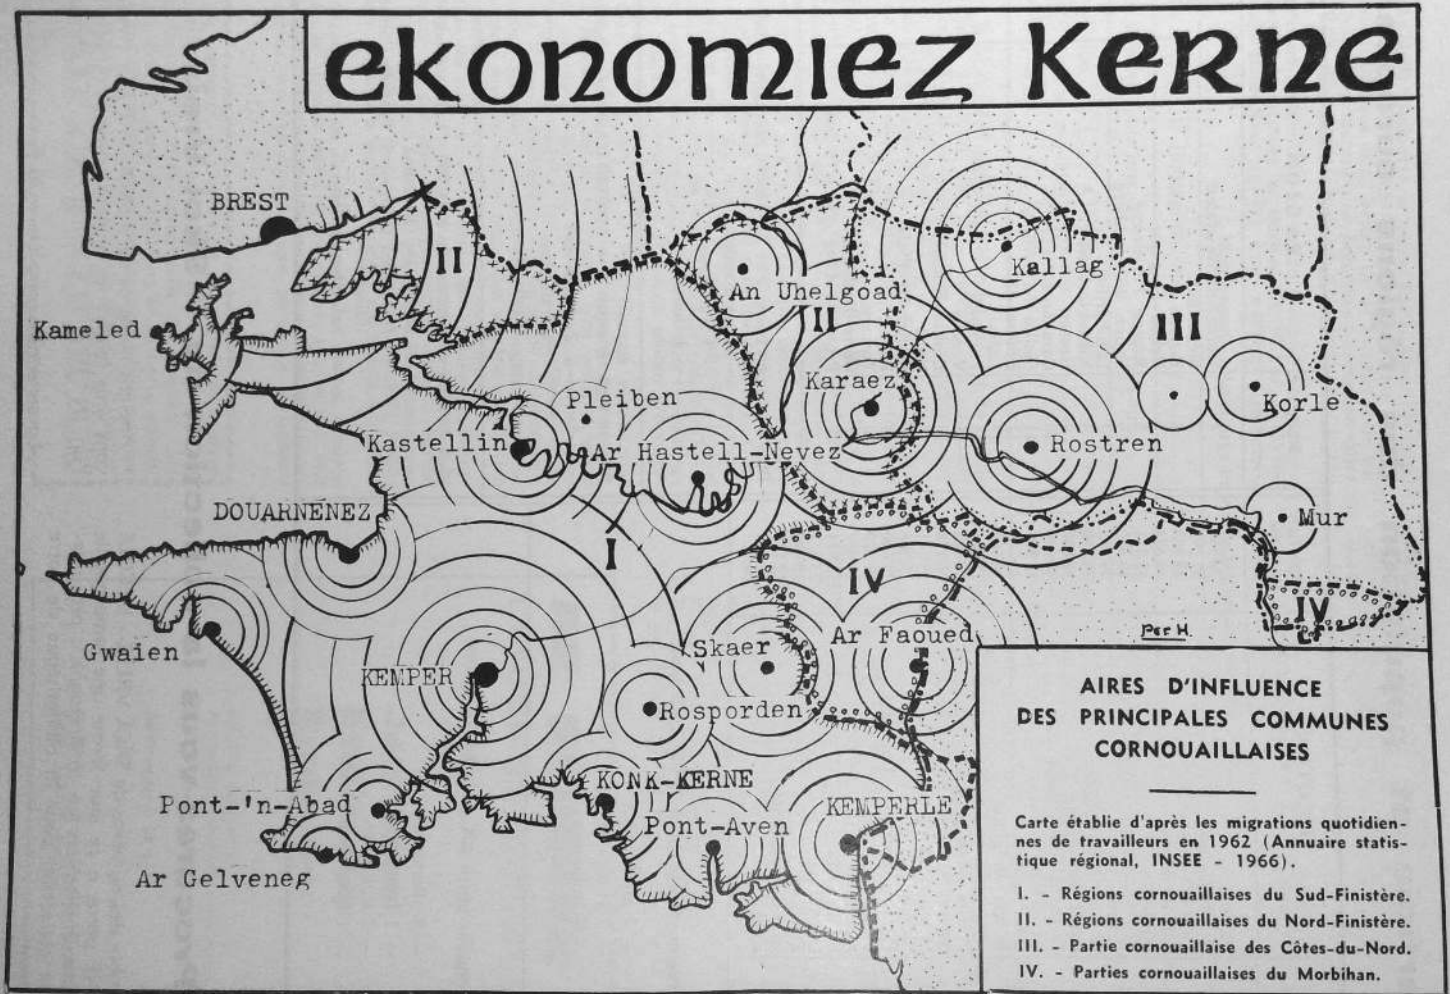 ekonomiez Kerne
BREST
II
Kallag
An Uhelgoad
II
III
Kameled
Karaez
Pleiben
Korle
Kastellin
Ar Hastell-Nevez
Rostren
DOUARNENEZ
Mur
I
IV
IV
Per H.
Gwaien
Skaer
Ar Faoued
KEMPER
Rosporden
KONK-KERNE
Pont-'n-Abad
KEMPERLE
Pont-Aven
Ar Gelveneg
AIRES D'INFLUENCE
DES PRINCIPALES COMMUNES
CORNOUAILLAISES
Carte établie d'après les migrations quotidien-
nes de travailleurs en 1962 (Annuaire statis-
tique régional, INSEE - 1966).
I. - Régions cornouaillaises du Sud-Finistère.
II. - Régions cornouaillaises du Nord-Finistère.
III. - Partie cornouaillaise des Côtes-du-Nord.
IV. - Parties cornouaillaises du Morbihan.